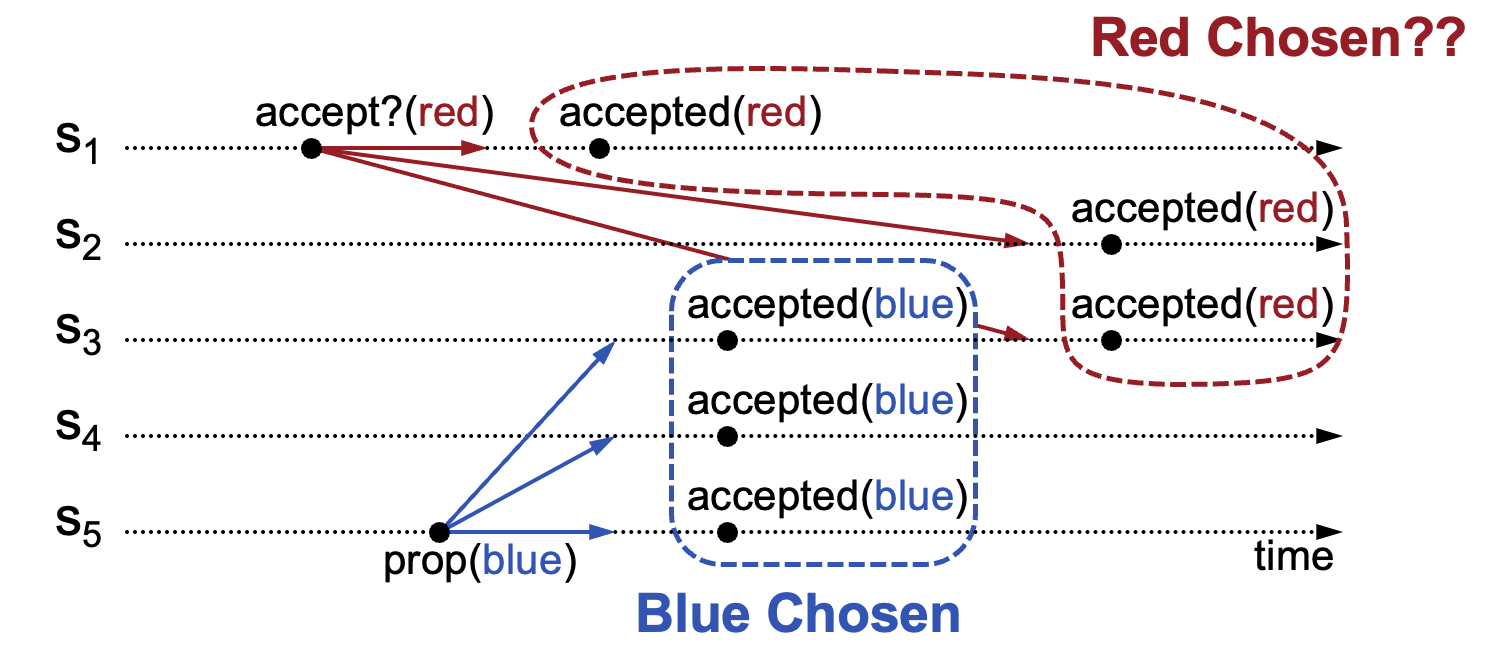 Red Chosen??
accept?(red)
accepted(red)
S1
accepted(red)
S2
accepted(blue)
accepted(red)
S3
accepted(blue)
S4
accepted(blue)
S5
prop(blue)
time
Blue Chosen